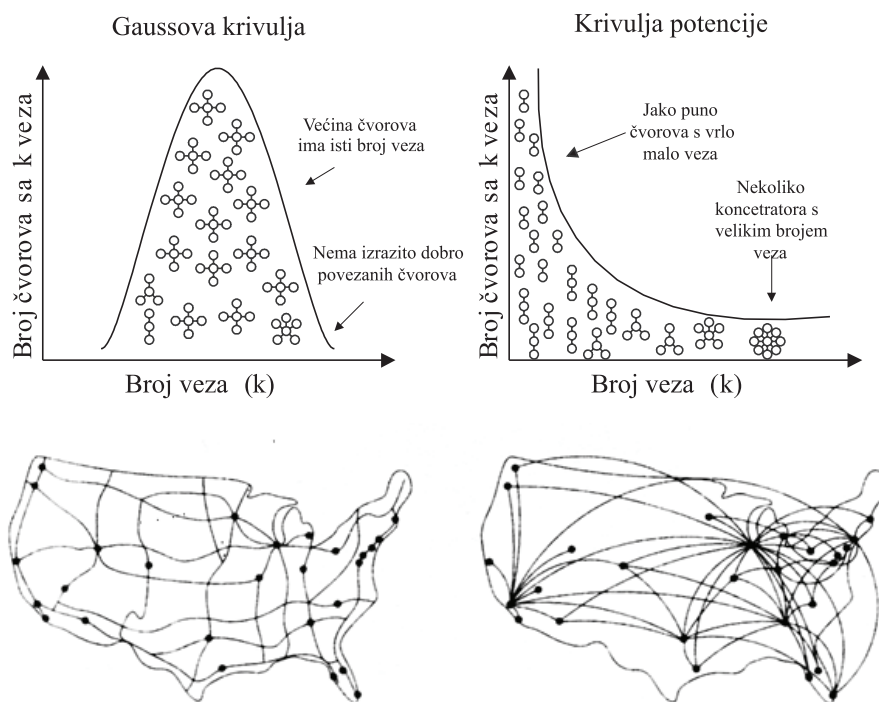 Gaussova krivulja
Broj čvorova sa k veza
Većina čvorova
ima isti broj veza
Nema izrazito dobro
povezanih čvorova
Broj veza (k)
Krivulja potencije
Broj čvorova sa k veza
Jako puno
čvorova s vrlo
malo veza
Nekoliko
koncetratora s
velikim brojem
veza
Broj veza (k)